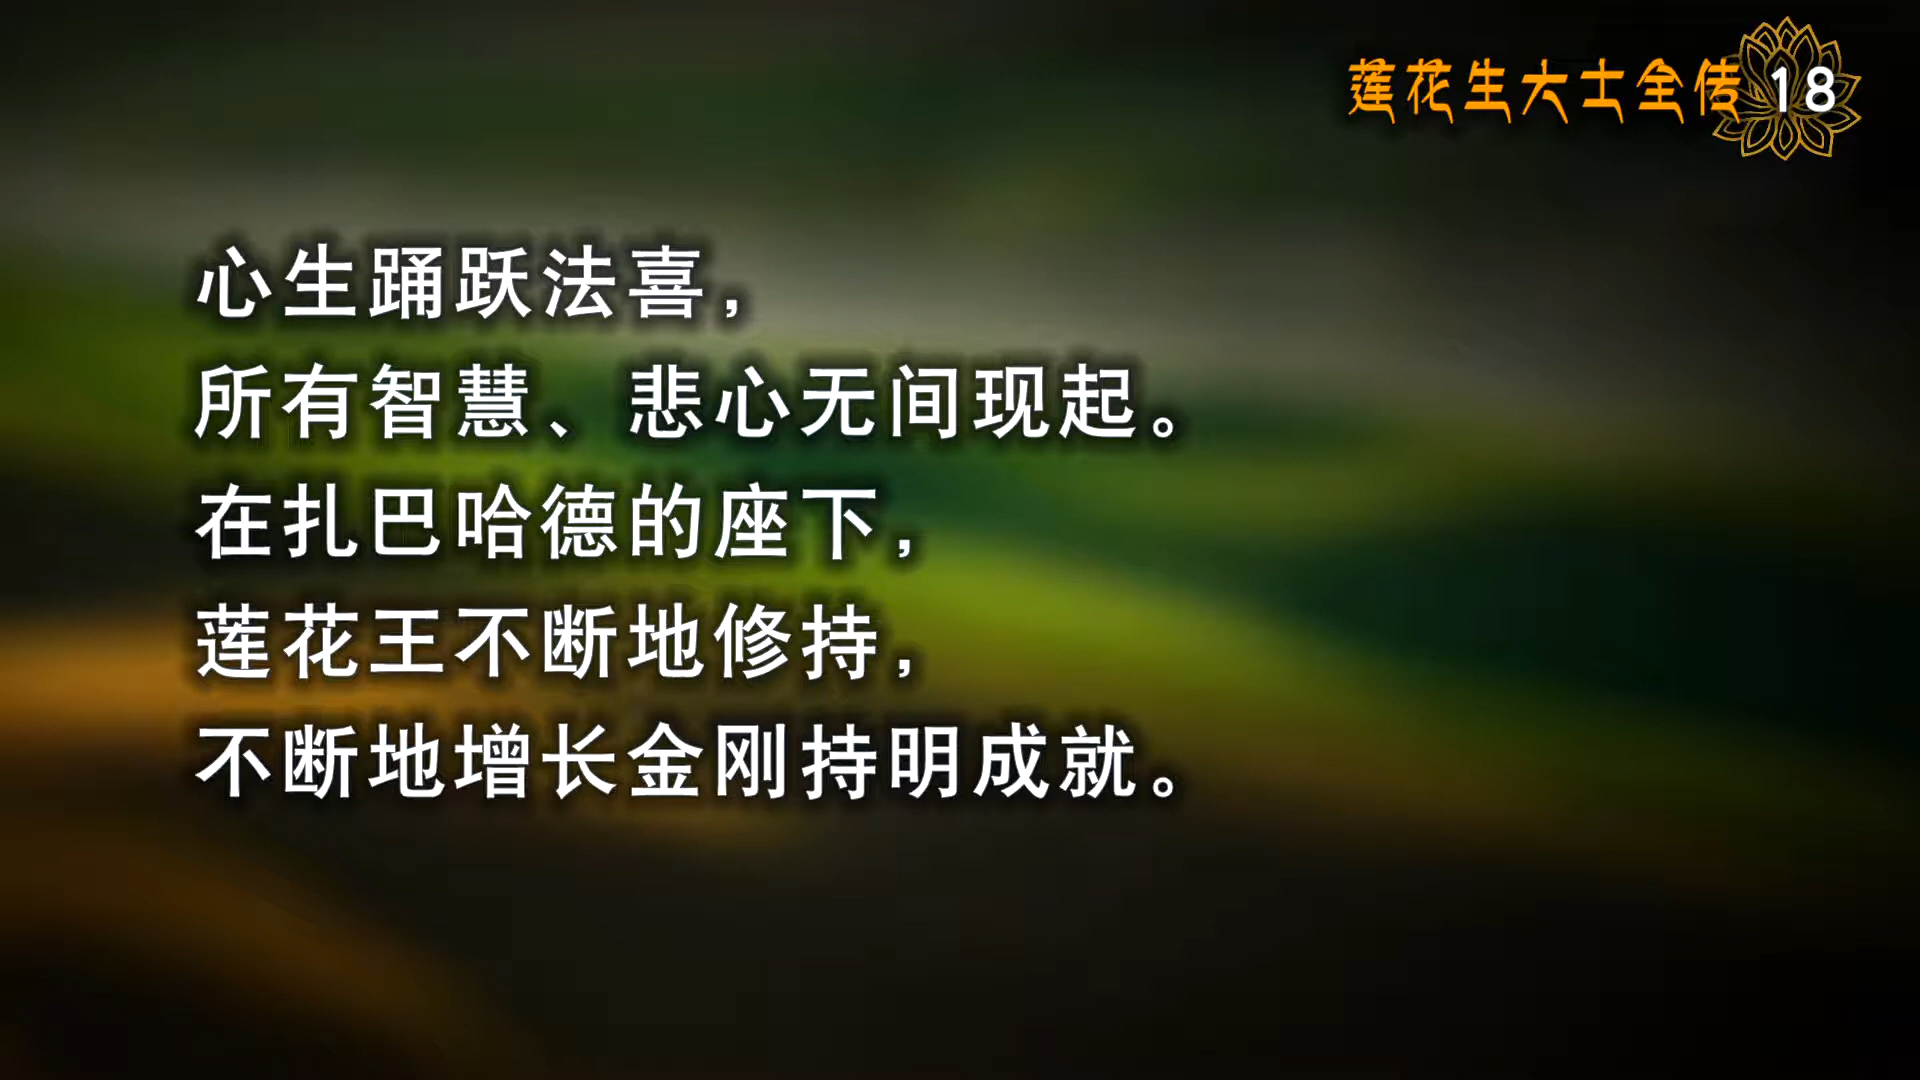 莲花生大士全传 18
心生踊跃法喜，
所有智慧、悲心无间现起。
在扎巴哈德的座下，
莲花王不断地修持，
不断地增长金刚持明成就。